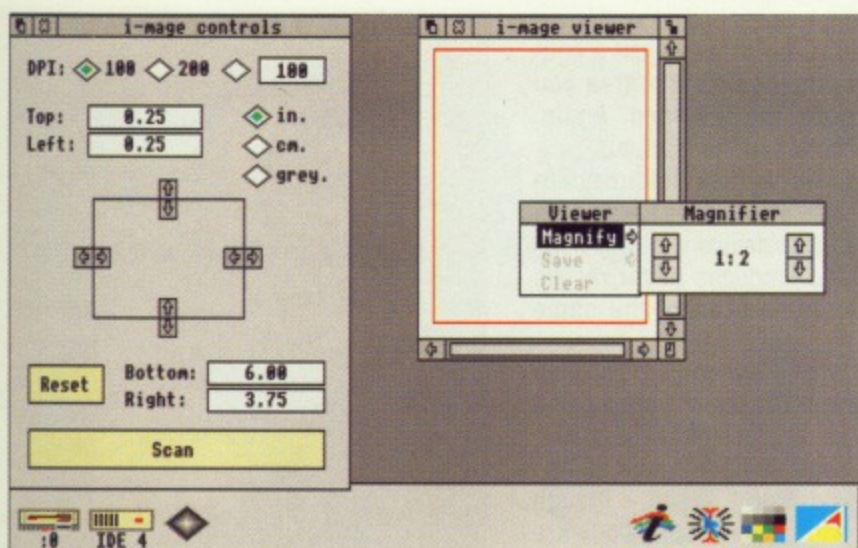 i-mage controls
DPI: 100 200 100
Top: 0.25
Left: 0.25
in.
cm.
grey.
Reset
Bottom: 6.00
Right: 3.75
Scan
i-mage viewer
Viewer
Magnify
Save
Clear
Magnifier
1:2
:0
IDE 4